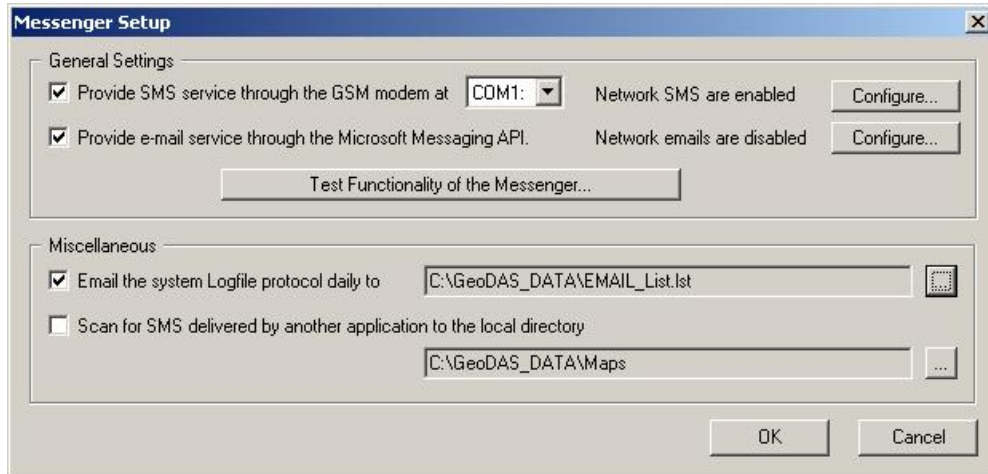 Messenger Setup
General Settings
Provide SMS service through the GSM modem at COM1: Network SMS are enabled Configure...
Provide e-mail service through the Microsoft Messaging API. Network emails are disabled Configure...
Test Functionality of the Messenger...
Miscellaneous
Email the system Logfile protocol daily to C:\GeoDAS_DATA\EMAIL_List.lst ...
Scan for SMS delivered by another application to the local directory
C:\GeoDAS_DATA\Maps ...
OK Cancel